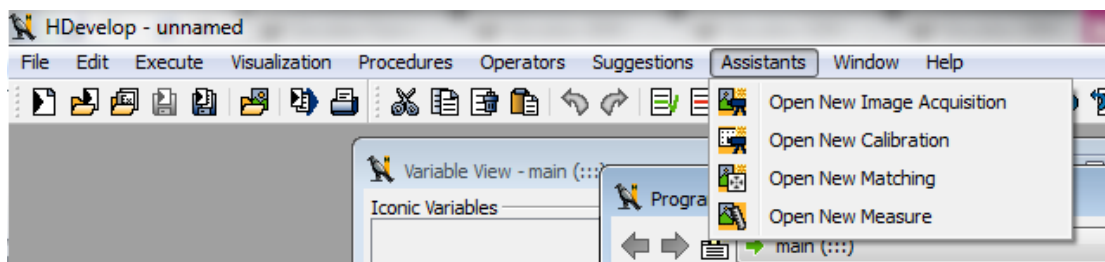 HDevelop - unnamed
File Edit Execute Visualization Procedures Operators Suggestions Assistants Window Help
Open New Image Acquisition
Open New Calibration
Variable View - main (:::)
Open New Matching
Iconic Variables
Progra
Open New Measure
main (:::)